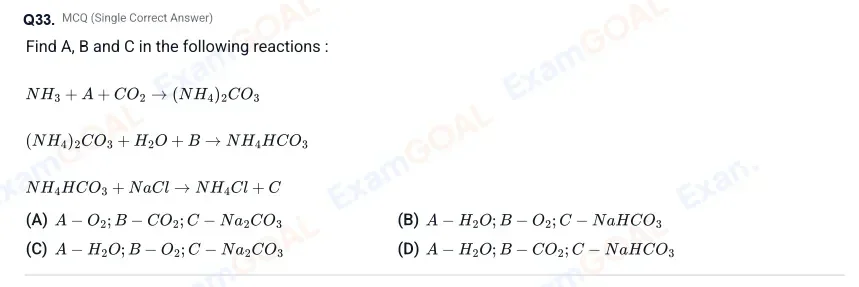 Q33. MCQ (Single Correct Answer)
Find A, B and C in the following reactions :
NH₃ + A + CO₂ → (NH₄)₂CO₃
(NH₄)₂CO₃ + H₂O + B → NH₄HCO₃
NH₄HCO₃ + NaCl → NH₄Cl + C
(A) A − O₂; B − CO₂; C − Na₂CO₃ (B) A − H₂O; B − O₂; C − NaHCO₃
(C) A − H₂O; B − O₂; C − Na₂CO₃ (D) A − H₂O; B − CO₂; C − NaHCO₃
ExamGOAL